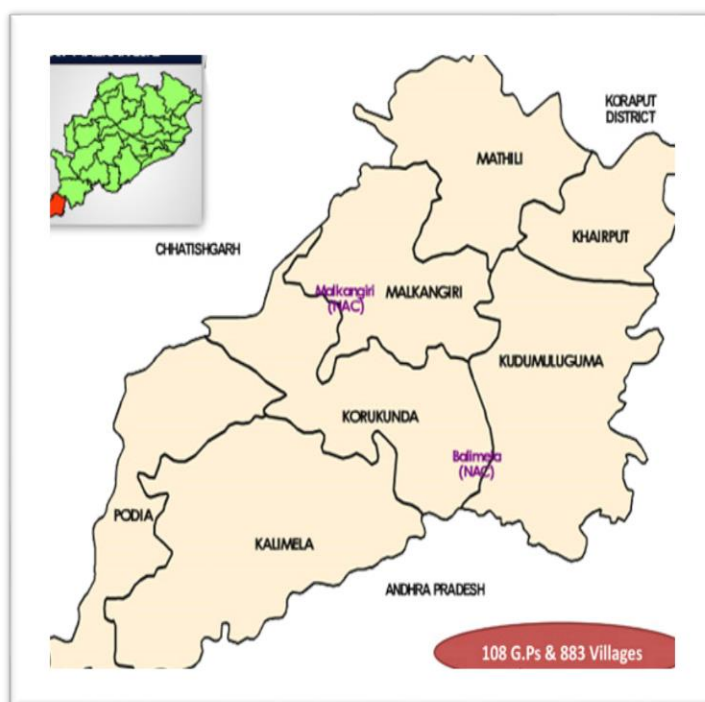 KORAPUT
DISTRICT
MATHILI
KHAIRPUT
CHHATISHGARH
Malkangiri
(NAC)
MALKANGIRI
KUDUMULUGUMA
KORUKUNDA
Balimela
(NAC)
PODIA
KALIMELA
ANDHRA PRADESH
108 G.Ps & 883 Villages